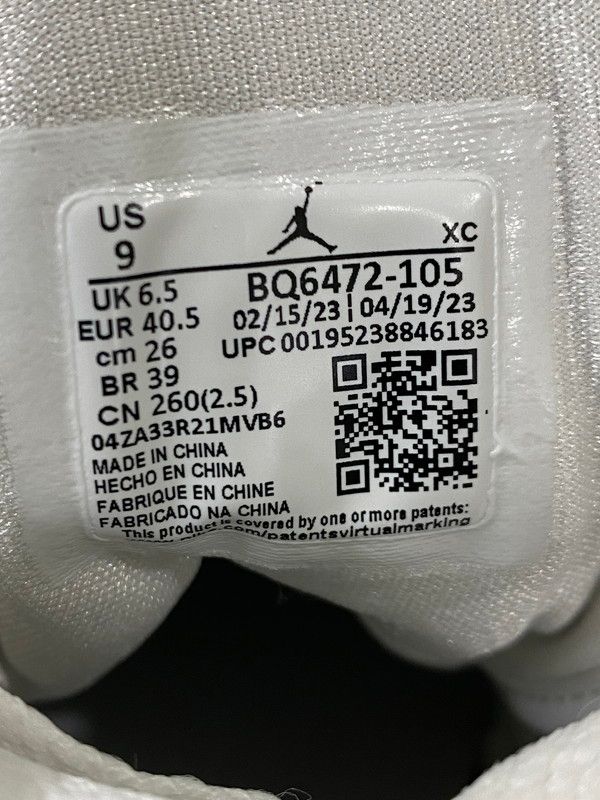 US
9
XC
UK 6.5
BQ6472-105
EUR 40.5
02/15/23 | 04/19/23
cm 26
UPC 00195238846183
BR 39
CN 260(2.5)
04ZA33R21MVB6
MADE IN CHINA
HECHO EN CHINA
FABRIQUE EN CHINE
FABRICADO NA CHINA
This product is covered by one or more patents:
.com/patentsvirtualmarking